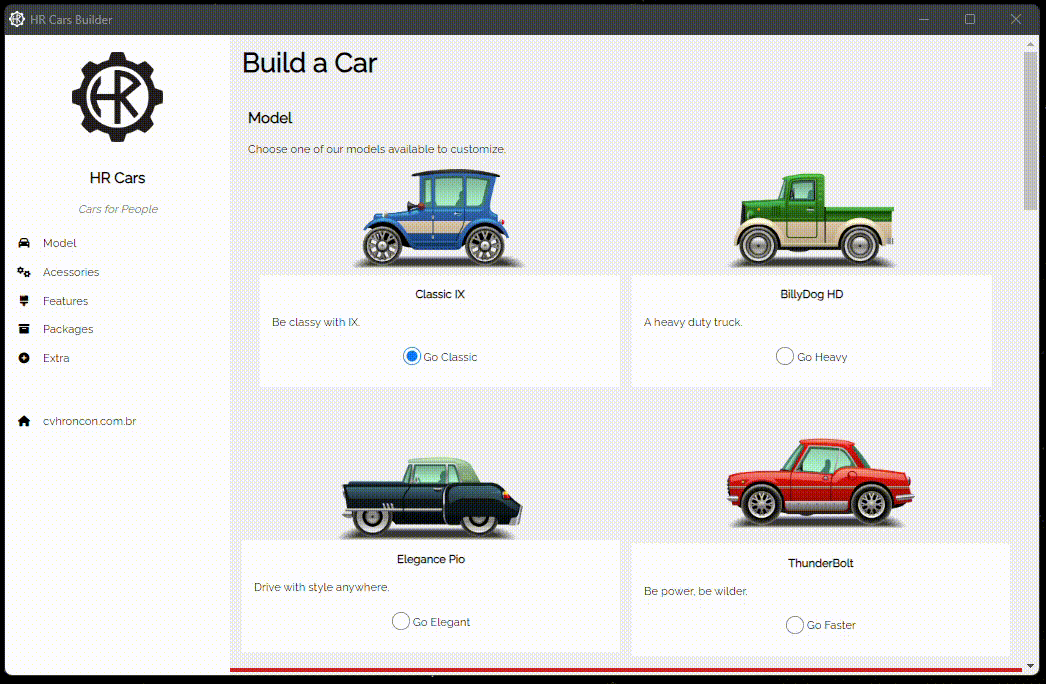 HR Cars Builder
HR
HR Cars
Cars for People
Model
Acessories
Features
Packages
Extra
cvhroncon.com.br
Build a Car
Model
Choose one of our models available to customize.
Classic IX
Be classy with IX.
Go Classic
BillyDog HD
A heavy duty truck.
Go Heavy
Elegance Pio
Drive with style anywhere.
Go Elegant
ThunderBolt
Be power, be wilder.
Go Faster